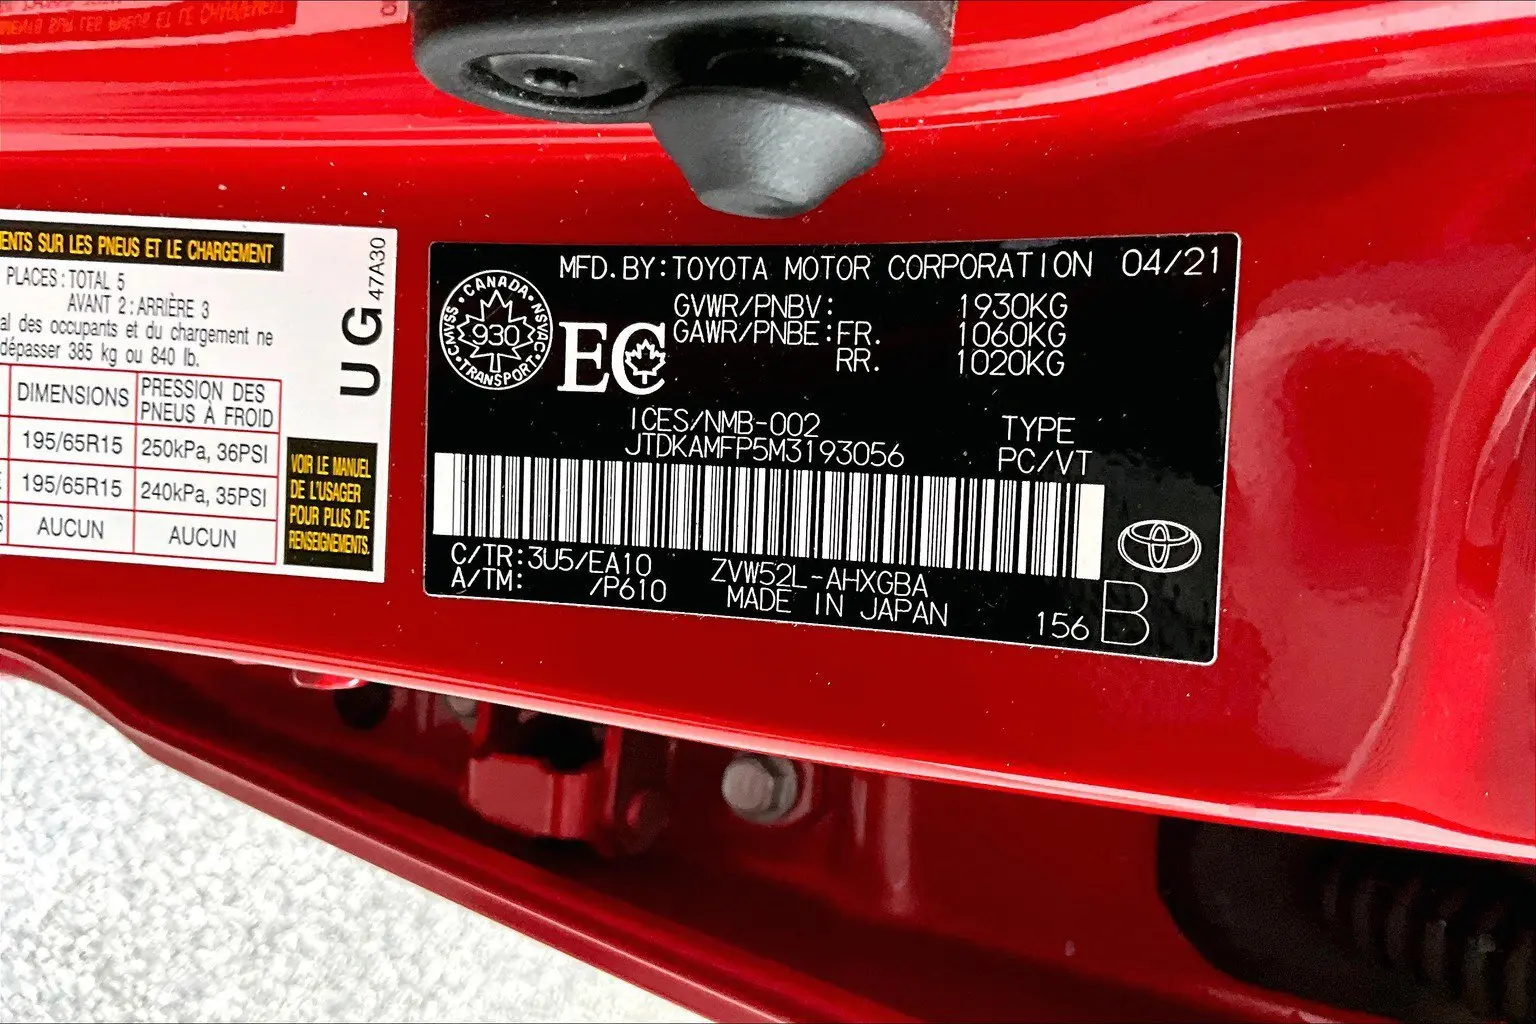 ENTS SUR LES PNEUS ET LE CHARGEMENT
PLACES : TOTAL 5
AVANT 2 : ARRIÈRE 3
al des occupants et du chargement ne
dépasser 385 kg ou 840 lb.
DIMENSIONS
PRESSION DES PNEUS À FROID
195/65R15
250kPa, 36PSI
195/65R15
240kPa, 35PSI
AUCUN
AUCUN
UG
47A30
VOIR LE MANUEL
DE L'USAGER
POUR PLUS DE
RENSEIGNEMENTS.
MFD.BY:TOYOTA MOTOR CORPORATION 04/21
CANADA
CMVSS
930
NSVAC
TRANSPORT
EC
GVWR/PNBV: 1930KG
GAWR/PNBE:FR. 1060KG
RR. 1020KG
ICES/NMB-002
TYPE
JTDKAMFP5M3193056
PC/VT
C/TR:3U5/EA10 ZVW52L-AHXGBA
A/TM: /P610 MADE IN JAPAN
156 B